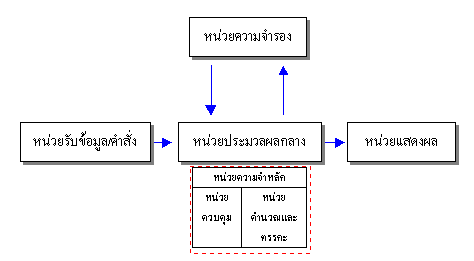 หน่วยความจำรอง
หน่วยรับข้อมูล/คำสั่ง
หน่วยประมวลผลกลาง
หน่วยแสดงผล
หน่วยความจำหลัก
หน่วย
ควบคุม
หน่วย
คำนวณและ
ตรรกะ